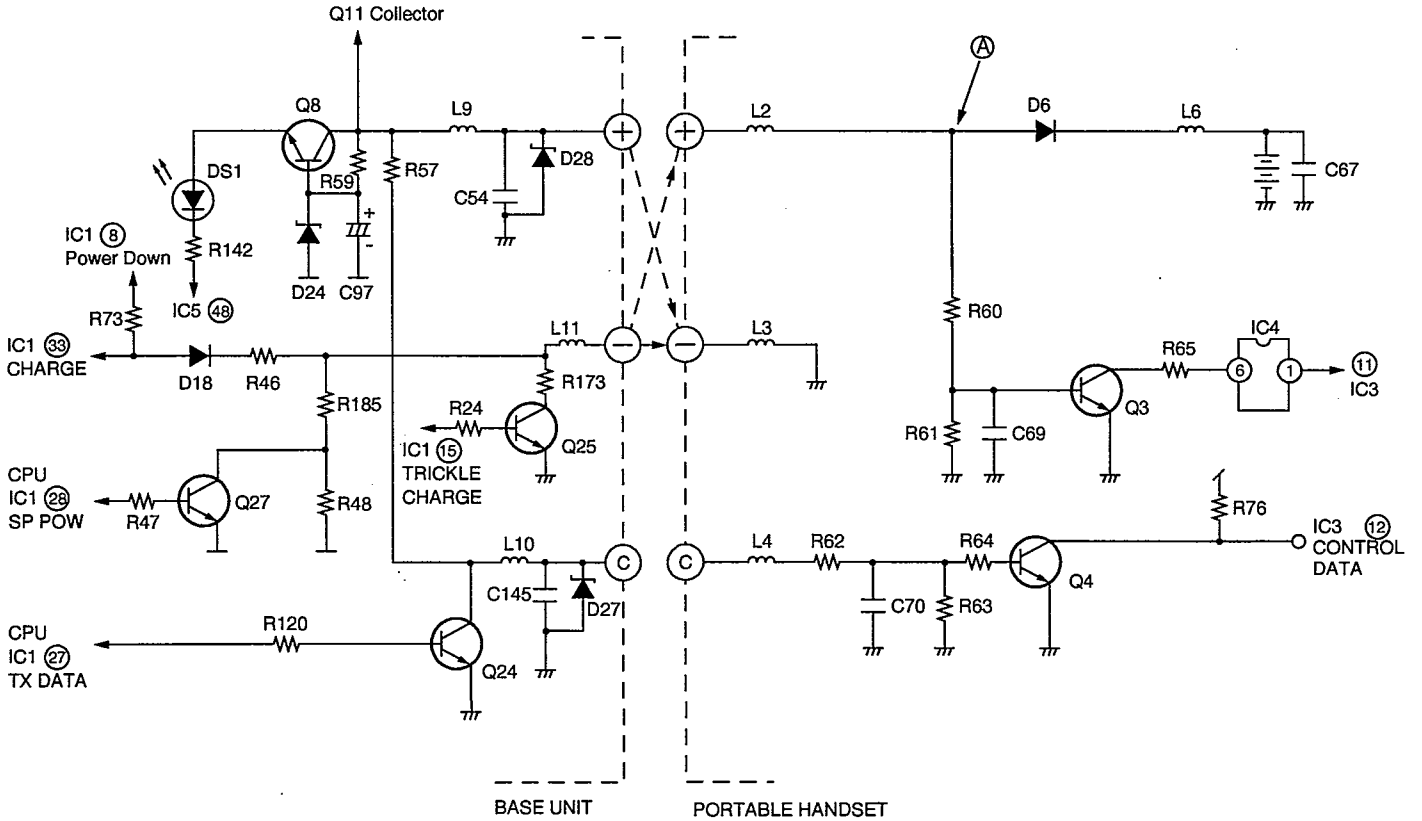 Q11 Collector
A
Q8
L9
L2
D6
L6
+
+
DS1
R59
R57
D28
C54
C67
IC1 8
Power Down
R142
+
-
D24
C97
R60
R73
IC5 48
L11
L3
IC4
IC1 33
CHARGE
−
−
R65
6
1
11
IC3
D18
R46
R173
Q3
R185
R24
R61
C69
Q25
IC1 15
TRICKLE
CHARGE
CPU
IC1 28
SP POW
Q27
R48
R47
R76
L10
L4
R62
R64
IC3 12
CONTROL
DATA
C
C
Q4
C145
D27
C70
R63
CPU
IC1 27
TX DATA
R120
Q24
BASE UNIT
PORTABLE HANDSET